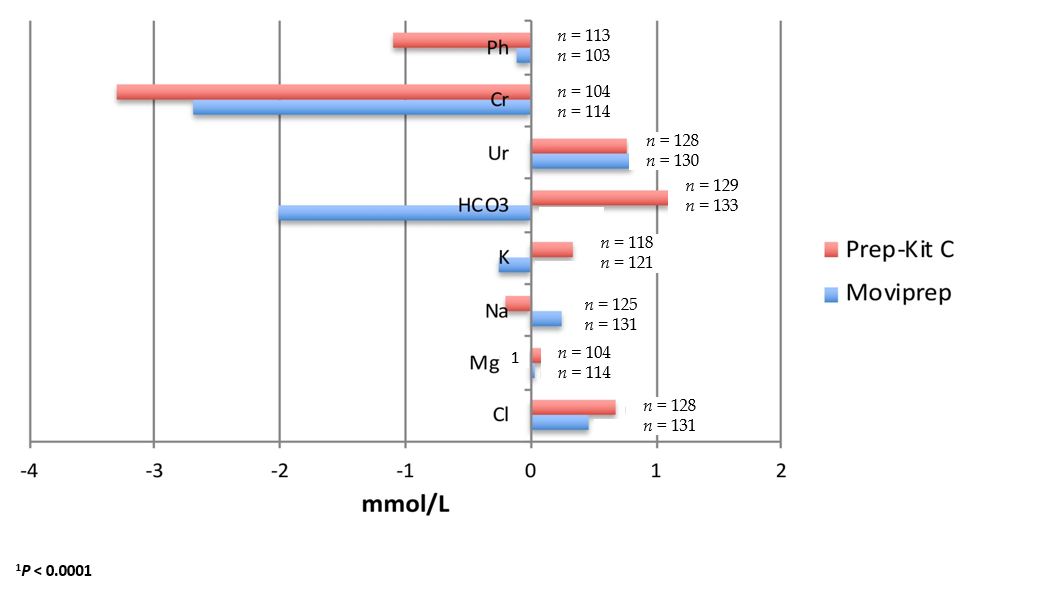 Ph
n = 113
n = 103
Cr
n = 104
n = 114
Ur
n = 128
n = 130
HCO3
n = 129
n = 133
K
n = 118
n = 121
Na
n = 125
n = 131
Mg 1
n = 104
n = 114
Cl
n = 128
n = 131
Prep-Kit C
Moviprep
-4 -3 -2 -1 0 1 2
mmol/L
¹P < 0.0001